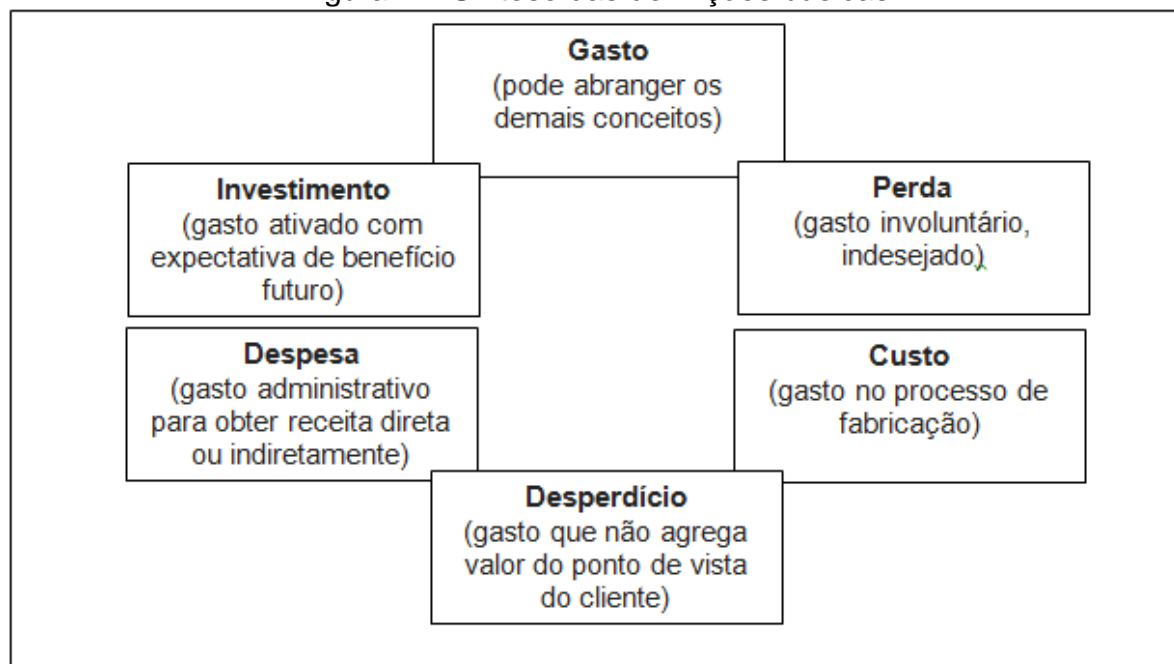 Gasto
(pode abranger os
demais conceitos)
Investimento
(gasto ativado com
expectativa de benefício
futuro)
Perda
(gasto involuntário,
indesejado)
Despesa
(gasto administrativo
para obter receita direta
ou indiretamente)
Custo
(gasto no processo de
fabricação)
Desperdício
(gasto que não agrega
valor do ponto de vista
do cliente)